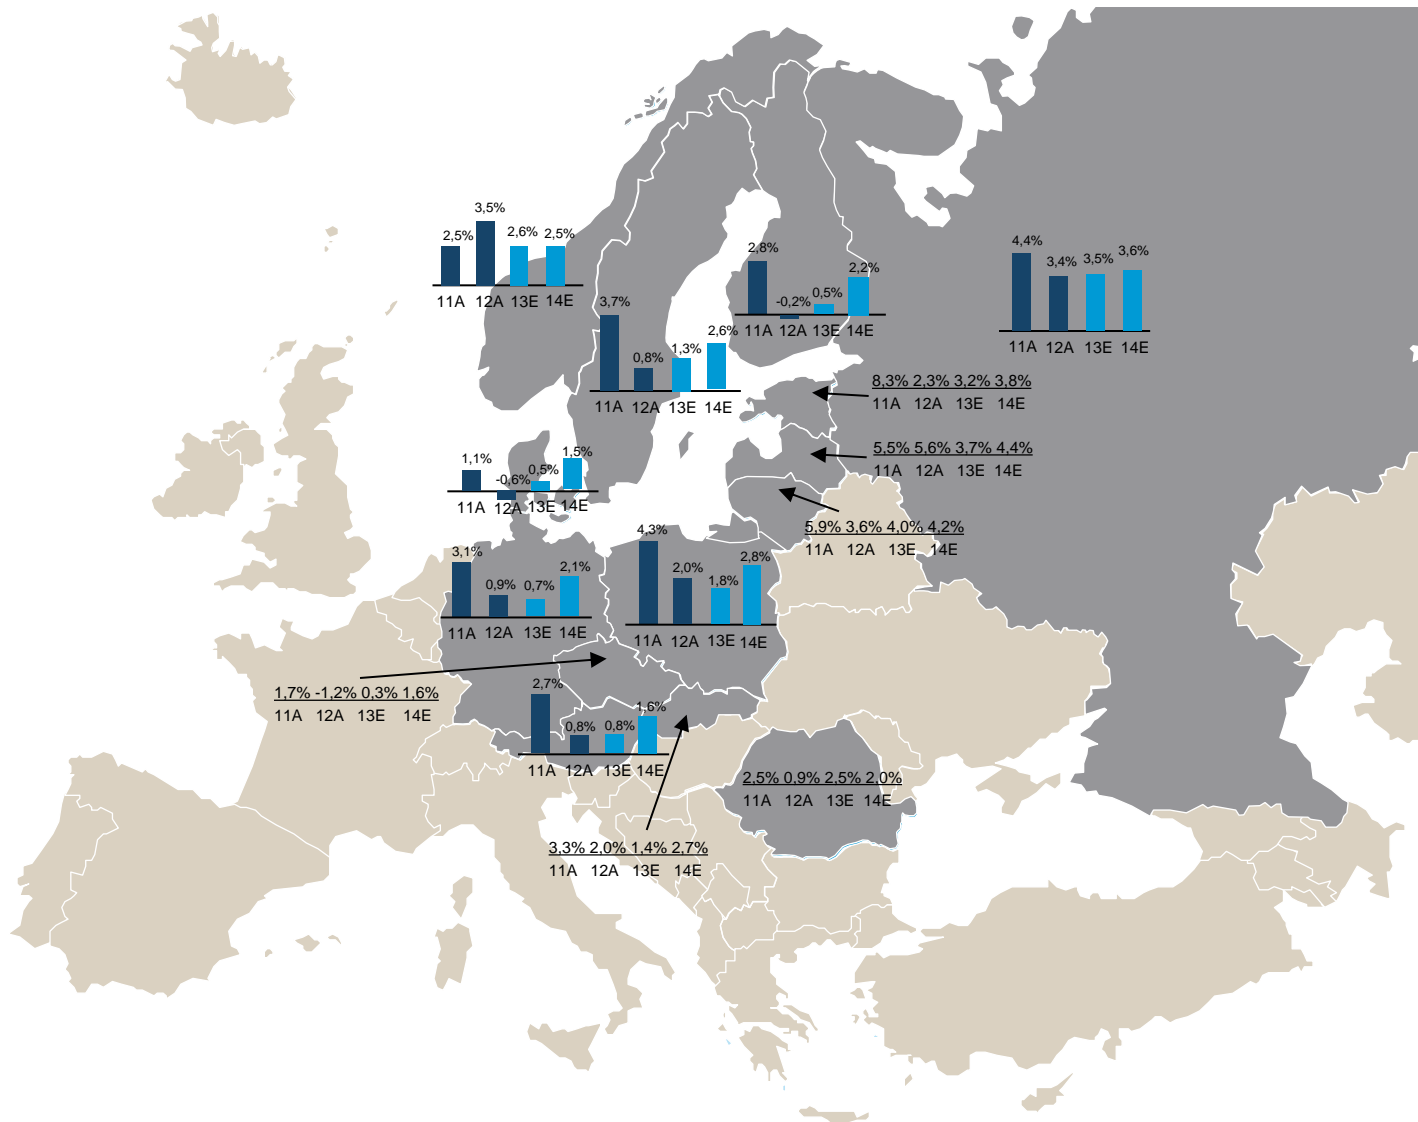 3,5%
2,5%
2,6%
2,5%
11A 12A 13E 14E
2,8%
-0,2%
0,5%
2,2%
11A 12A 13E 14E
4,4%
3,4%
3,5%
3,6%
11A 12A 13E 14E
3,7%
0,8%
1,3%
2,6%
11A 12A 13E 14E
8,3% 2,3% 3,2% 3,8%
11A 12A 13E 14E
5,5% 5,6% 3,7% 4,4%
11A 12A 13E 14E
1,1%
-0,6%
0,5%
1,5%
11A 12A 13E 14E
5,9% 3,6% 4,0% 4,2%
11A 12A 13E 14E
3,1%
0,9%
0,7%
2,1%
11A 12A 13E 14E
4,3%
2,0%
1,8%
2,8%
11A 12A 13E 14E
1,7% -1,2% 0,3% 1,6%
11A 12A 13E 14E
2,7%
0,8%
0,8%
1,6%
11A 12A 13E 14E
2,5% 0,9% 2,5% 2,0%
11A 12A 13E 14E
3,3% 2,0% 1,4% 2,7%
11A 12A 13E 14E